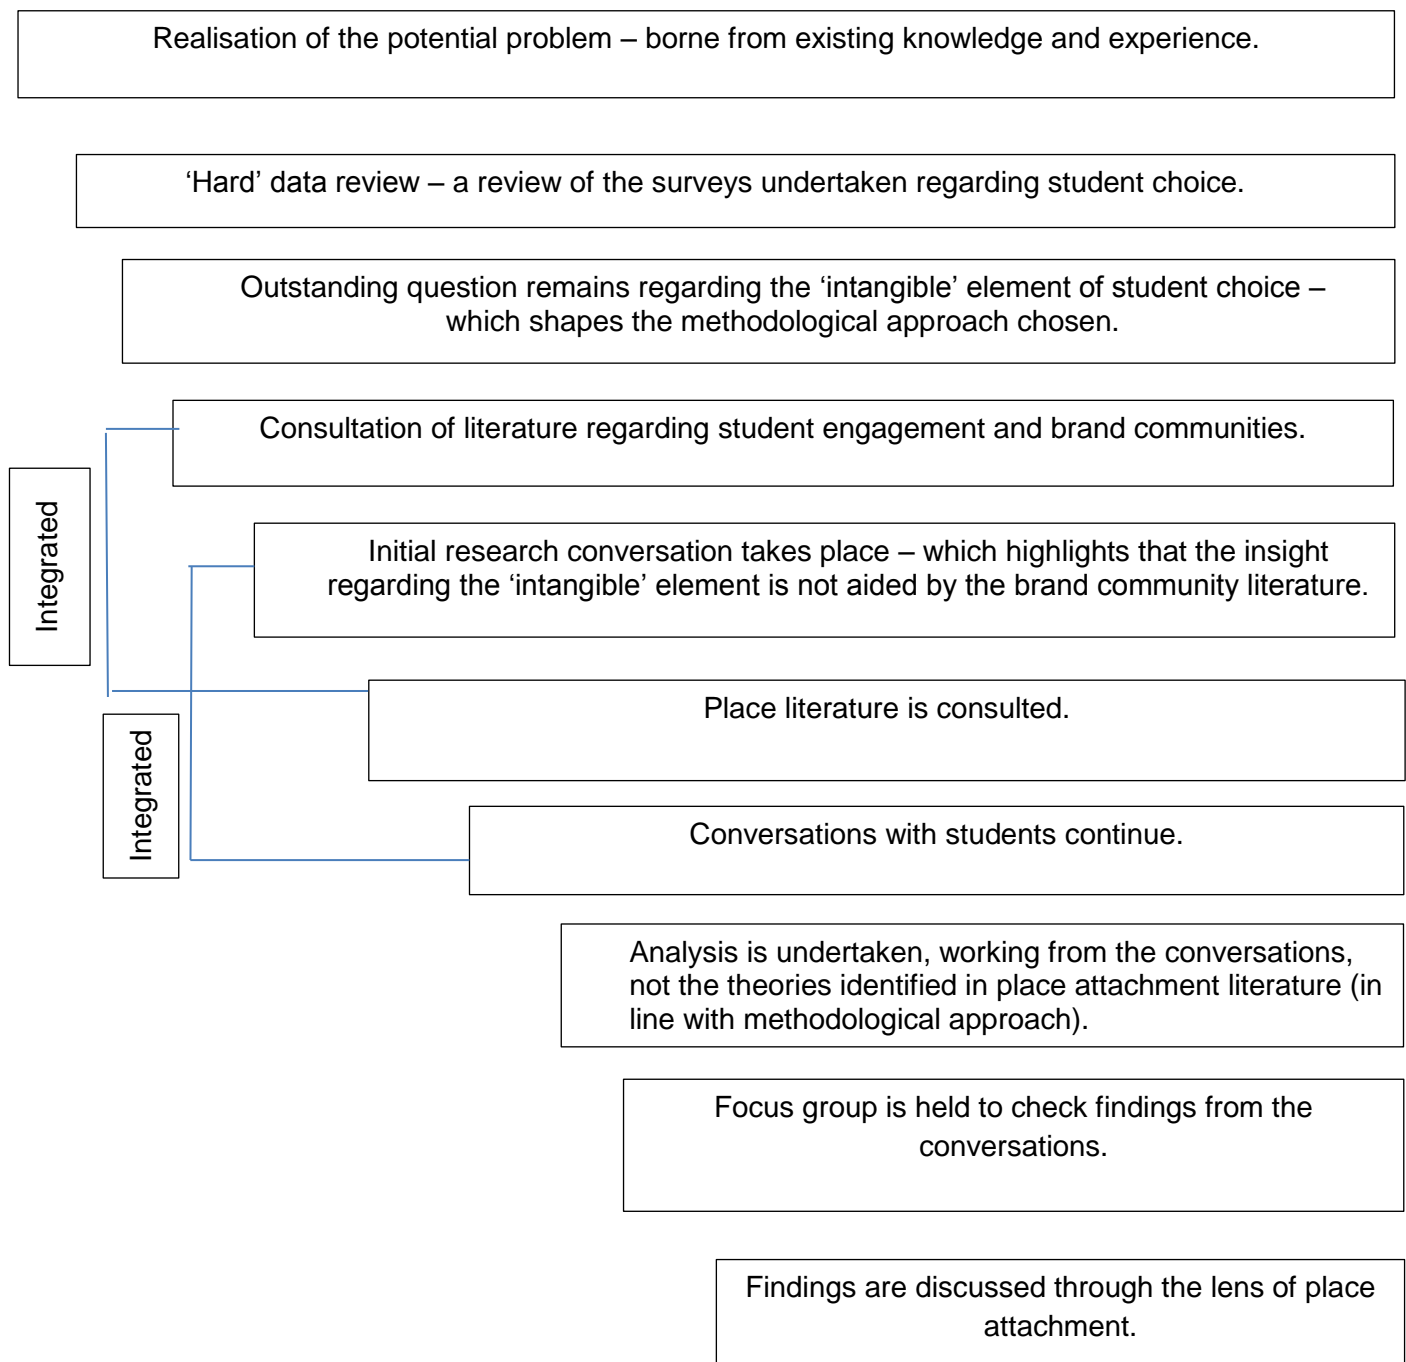 Realisation of the potential problem – borne from existing knowledge and experience.
‘Hard’ data review – a review of the surveys undertaken regarding student choice.
Outstanding question remains regarding the ‘intangible’ element of student choice –
which shapes the methodological approach chosen.
Consultation of literature regarding student engagement and brand communities.
Integrated
Initial research conversation takes place – which highlights that the insight
regarding the ‘intangible’ element is not aided by the brand community literature.
Place literature is consulted.
Integrated
Conversations with students continue.
Analysis is undertaken, working from the conversations,
not the theories identified in place attachment literature (in
line with methodological approach).
Focus group is held to check findings from the
conversations.
Findings are discussed through the lens of place
attachment.